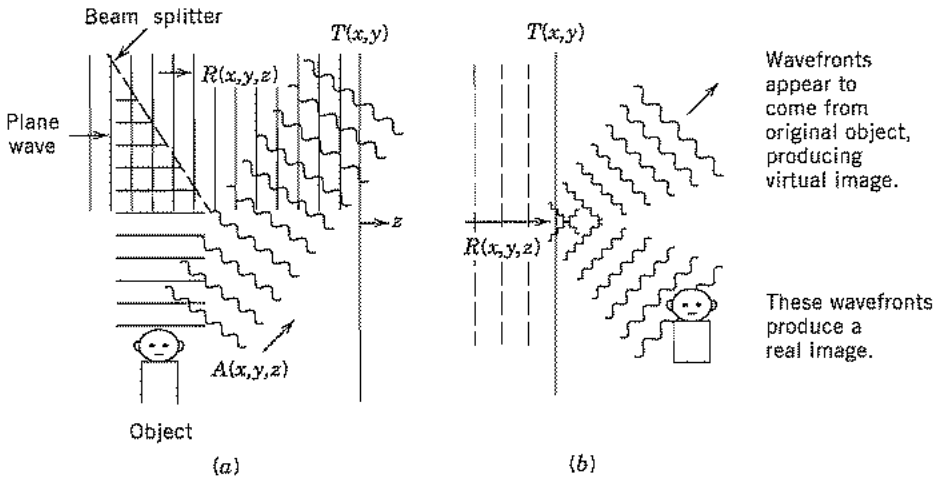 Beam splitter
T(x,y)
R(x,y,z)
Plane
wave
z
A(x,y,z)
Object
(a)
T(x,y)
R(x,y,z)
Wavefronts
appear to
come from
original object,
producing
virtual image.
These wavefronts
produce a
real image.
(b)